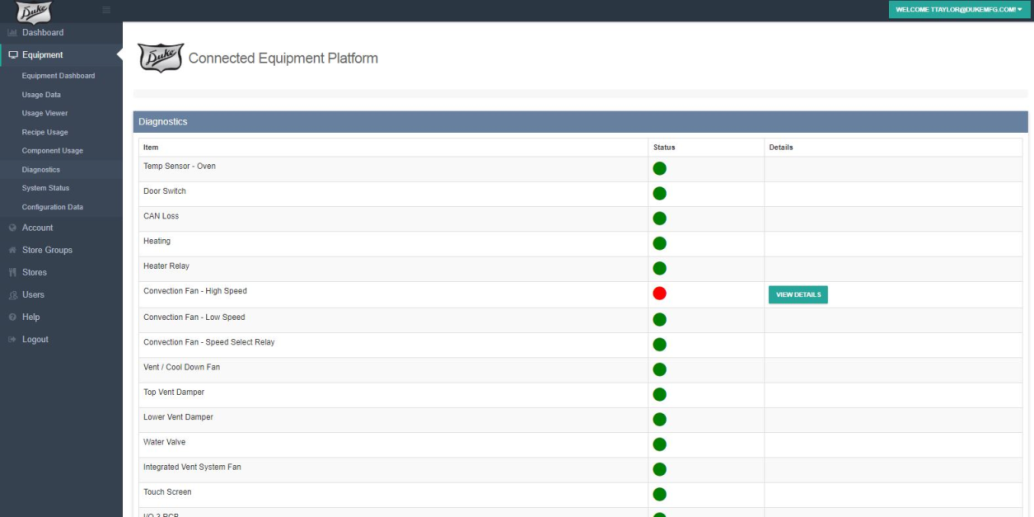 Duke
WELCOME TTAYLOR@DUKEMFG.COM!
Dashboard
Equipment
Equipment Dashboard
Usage Data
Usage Viewer
Recipe Usage
Component Usage
Diagnostics
System Status
Configuration Data
Account
Store Groups
Stores
Users
Help
Logout
Duke Connected Equipment Platform
Diagnostics
Item Status Details
Temp Sensor - Oven
Door Switch
CAN Loss
Heating
Heater Relay
Convection Fan - High Speed VIEW DETAILS
Convection Fan - Low Speed
Convection Fan - Speed Select Relay
Vent / Cool Down Fan
Top Vent Damper
Lower Vent Damper
Water Valve
Integrated Vent System Fan
Touch Screen
I/O 3 PCB